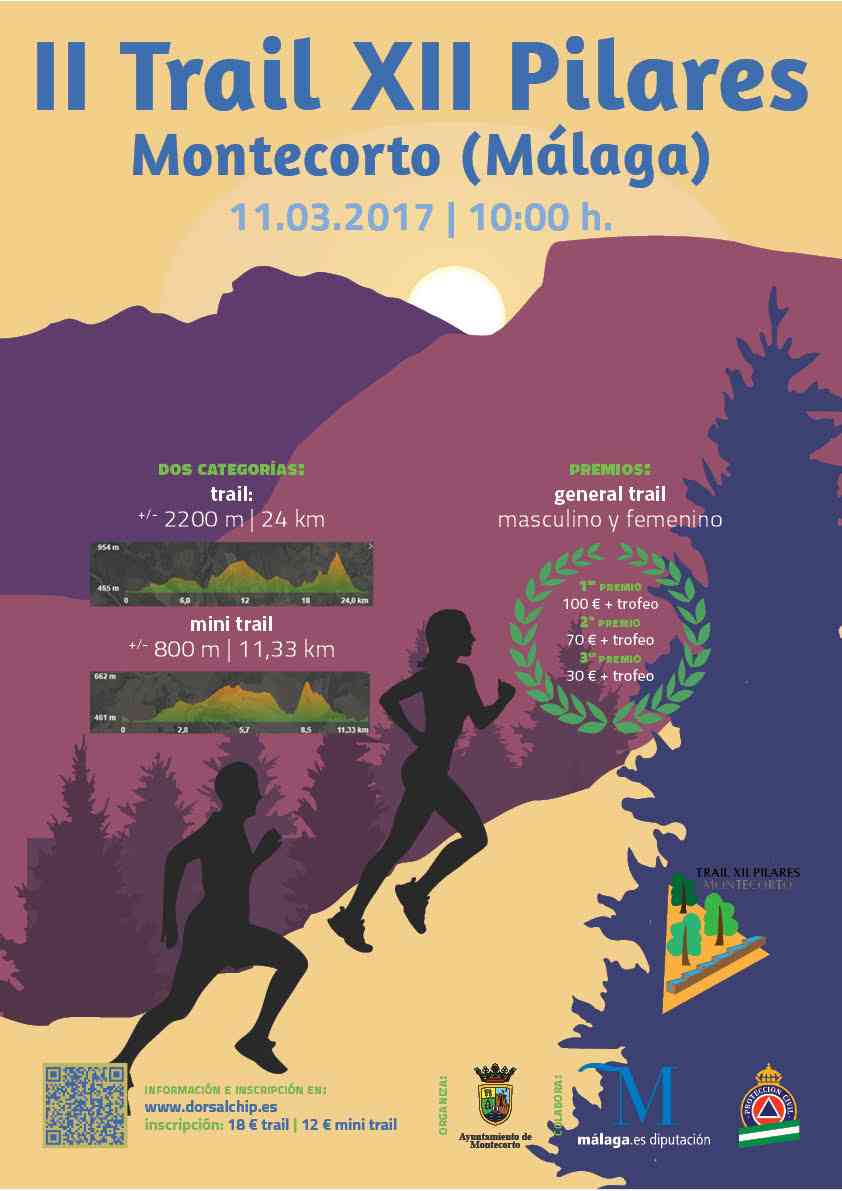 II Trail XII Pilares
Montecorto (Málaga)
11.03.2017 | 10:00 h.
DOS CATEGORÍAS:
trail:
+/- 2200 m | 24 km
954 m
465 m
0 6,0 12 18 24,0 km
mini trail
+/- 800 m | 11,33 km
662 m
461 m
0 2,8 5,7 8,5 11,33 km
PREMIOS:
general trail
masculino y femenino
1er PREMIO
100 € + trofeo
2º PREMIO
70 € + trofeo
3er PREMIO
30 € + trofeo
TRAIL XII PILARES
MONTECORTO
INFORMACIÓN E INSCRIPCIÓN EN:
www.dorsalchip.es
inscripción: 18 € trail | 12 € mini trail
ORGANIZA:
Ayuntamiento de
Montecorto
COLABORA:
M
málaga.es diputación
PROTECCION CIVIL